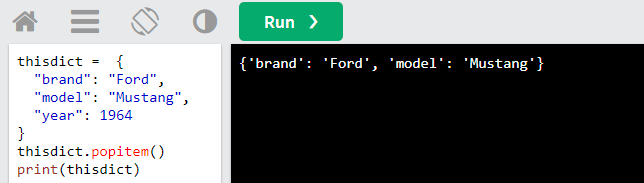 Run ❯
thisdict =  {
  "brand": "Ford",
  "model": "Mustang",
  "year": 1964
}
thisdict.popitem()
print(thisdict)
{'brand': 'Ford', 'model': 'Mustang'}